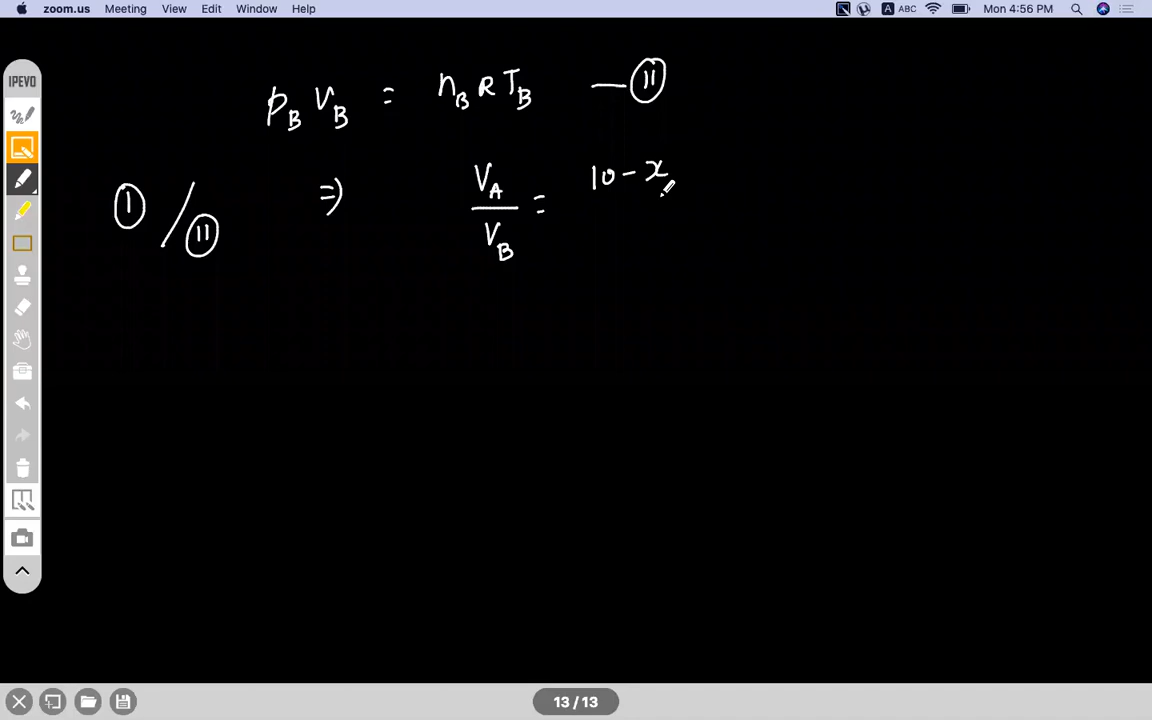 zoom.us Meeting View Edit Window Help A ABC Mon 4:56 PM
IPEVO
p_B V_B = n_B R T_B — II
I / II ⇒ V_A / V_B = 10 - x
13 / 13